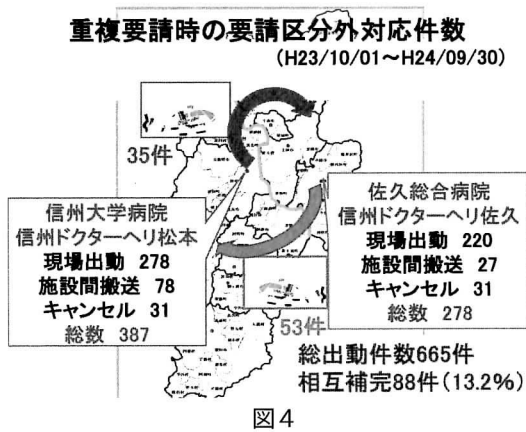 重複要請時の要請区分外対応件数
(H23/10/01～H24/09/30)
35件
信州大学病院
信州ドクターヘリ松本
現場出動 278
施設間搬送 78
キャンセル 31
総数 387
佐久総合病院
信州ドクターヘリ佐久
現場出動 220
施設間搬送 27
キャンセル 31
総数 278
53件
総出動件数665件
相互補完88件(13.2%)
図4